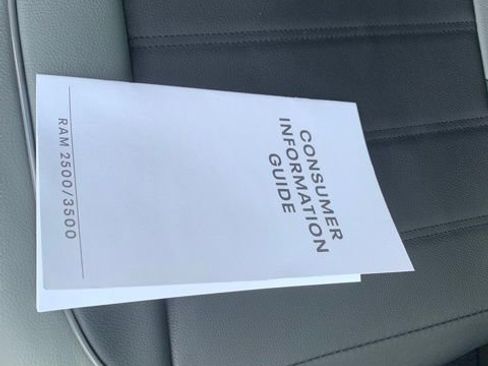 CONSUMER
INFORMATION
GUIDE
RAM 2500/3500